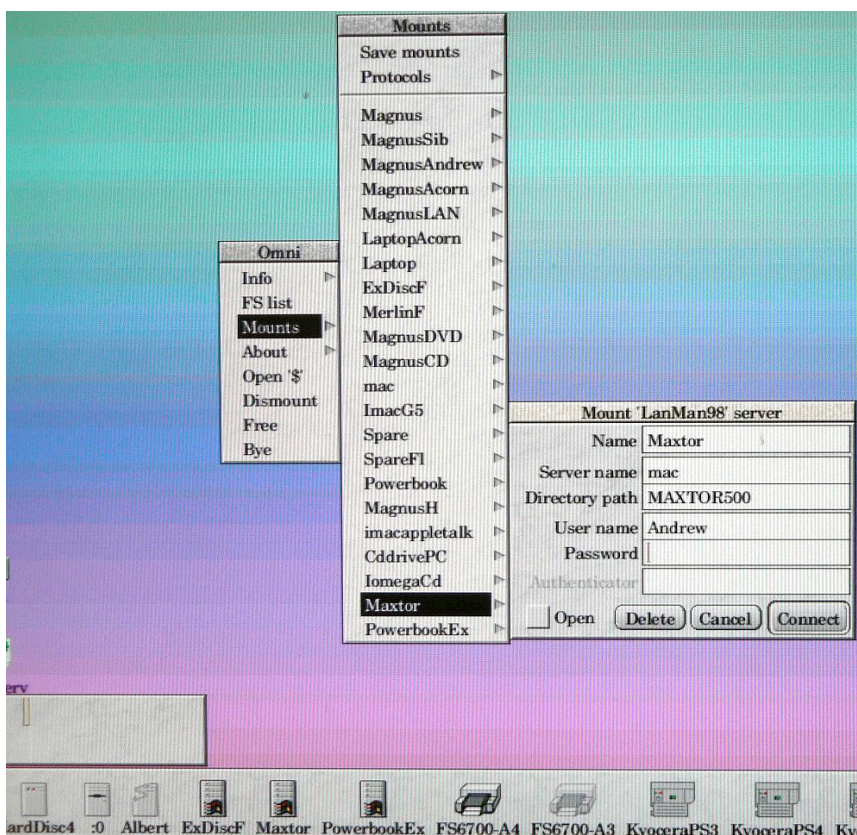 Mounts
Save mounts
Protocols
Magnus
MagnusSib
MagnusAndrew
MagnusAcorn
MagnusLAN
LaptopAcorn
Laptop
ExDiscF
MerlinF
MagnusDVD
MagnusCD
mac
ImacG5
Spare
SpareFl
Powerbook
MagnusH
imacappletalk
CddrivePC
IomegaCd
Maxtor
PowerbookEx
Omni
Info
FS list
Mounts
About
Open '$'
Dismount
Free
Bye
Mount 'LanMan98' server
Name Maxtor
Server name mac
Directory path MAXTOR500
User name Andrew
Password
Authenticator
Open Delete Cancel Connect
erv
ardDisc4 :0 Albert ExDiscF Maxtor PowerbookEx FS6700-A4 FS6700-A3 KyoceraPS3 KyoceraPS4 Ky